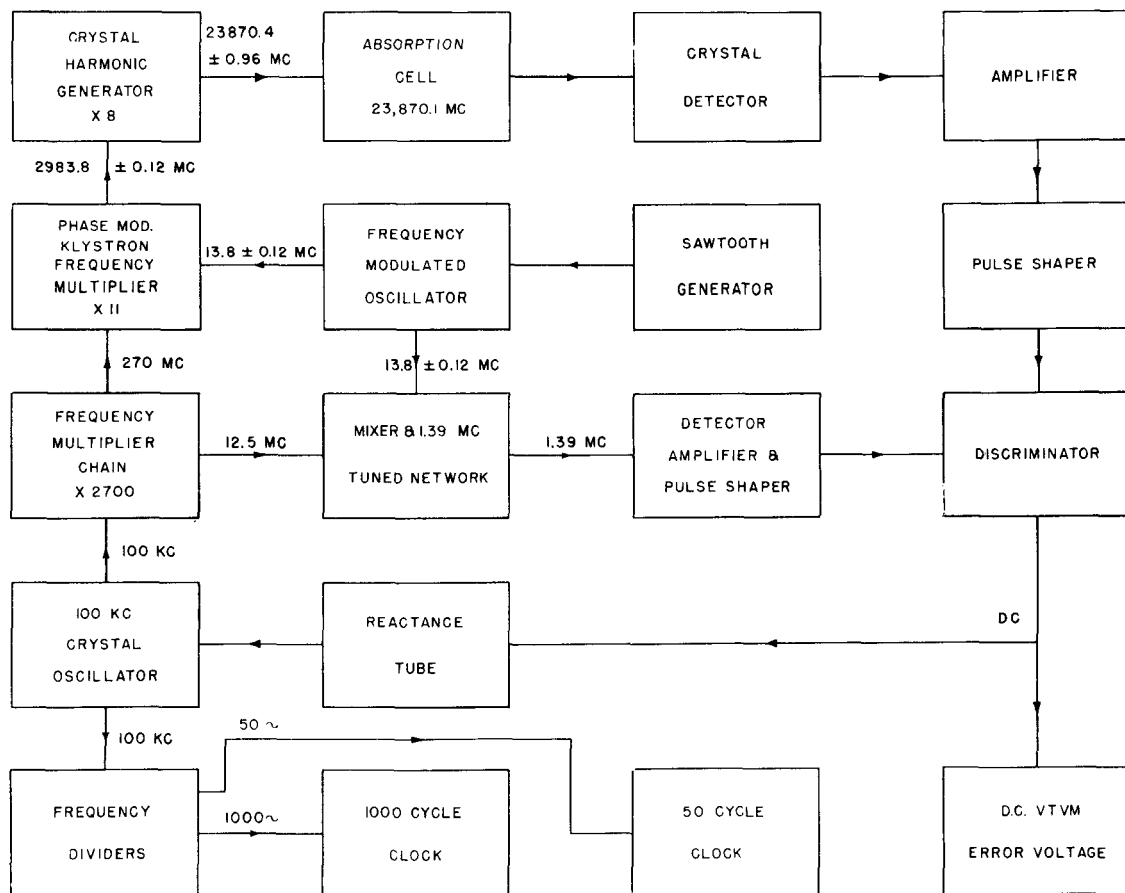 CRYSTAL
HARMONIC
GENERATOR
X 8
23870.4
± 0.96 MC
ABSORPTION
CELL
23,870.1 MC
CRYSTAL
DETECTOR
AMPLIFIER
2983.8 ± 0.12 MC
PHASE MOD.
KLYSTRON
FREQUENCY
MULTIPLIER
X 11
13.8 ± 0.12 MC
FREQUENCY
MODULATED
OSCILLATOR
SAWTOOTH
GENERATOR
PULSE SHAPER
270 MC
13.8 ± 0.12 MC
FREQUENCY
MULTIPLIER
CHAIN
X 2700
12.5 MC
MIXER & 1.39 MC
TUNED NETWORK
1.39 MC
DETECTOR
AMPLIFIER &
PULSE SHAPER
DISCRIMINATOR
100 KC
100 KC
CRYSTAL
OSCILLATOR
REACTANCE
TUBE
DC
100 KC
50 ~
FREQUENCY
DIVIDERS
1000 ~
1000 CYCLE
CLOCK
50 CYCLE
CLOCK
D.C. VTVM
ERROR VOLTAGE